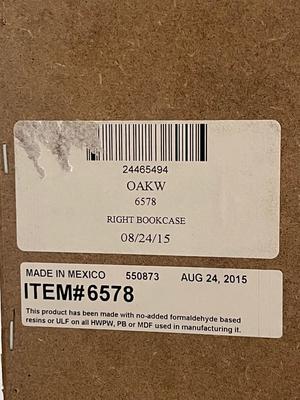 24465494
OAKW
6578
RIGHT BOOKCASE
08/24/15
MADE IN MEXICO 550873 AUG 24, 2015
ITEM#6578
This product has been made with no-added formaldehyde based
resins or ULF on all HWPW, PB or MDF used in manufacturing it.